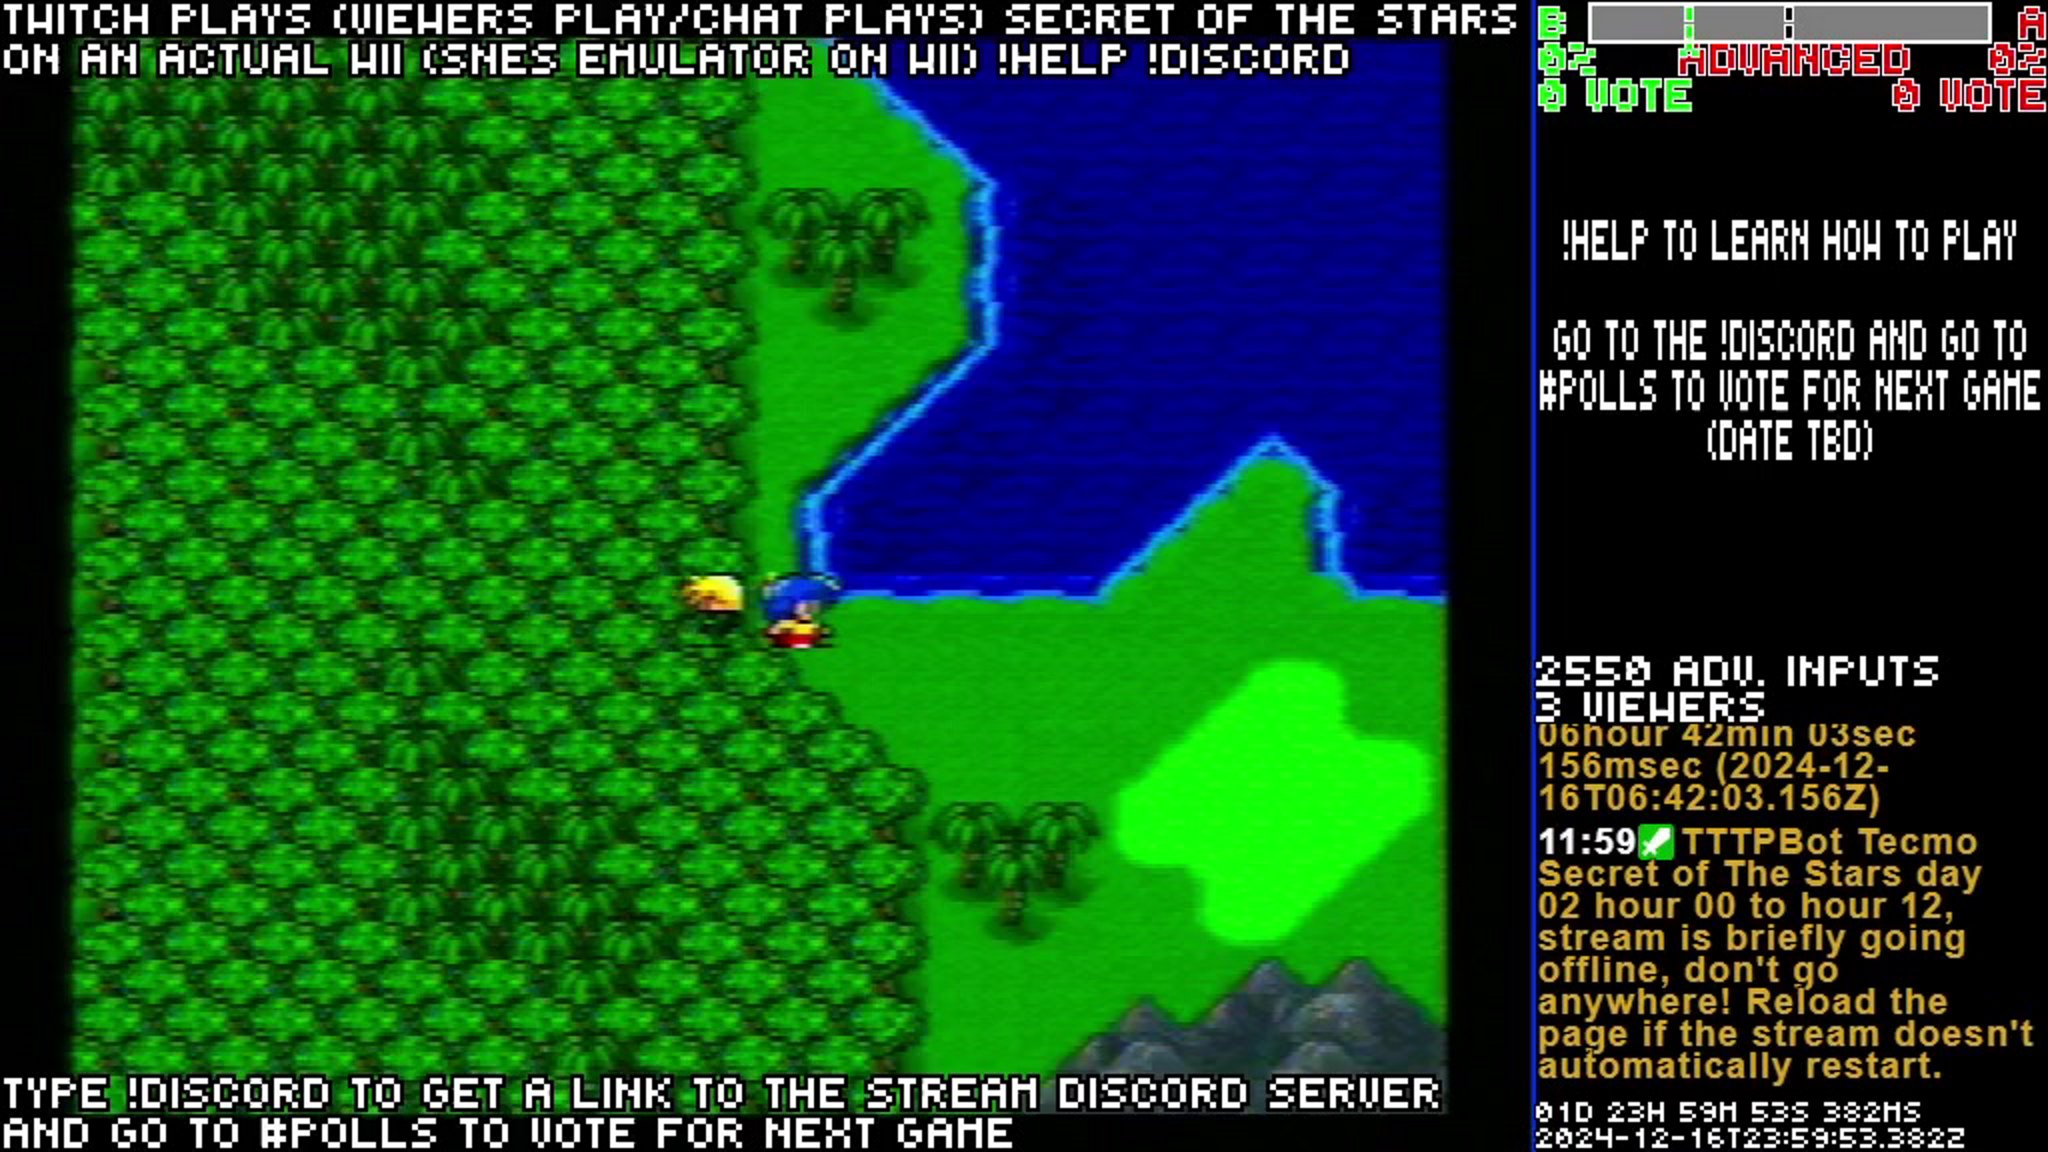 TWITCH PLAYS (VIEWERS PLAY/CHAT PLAYS) SECRET OF THE STARS
ON AN ACTUAL WII (SNES EMULATOR ON WII) !HELP !DISCORD
B A
0% ADVANCED 0%
0 VOTE 0 VOTE
!HELP TO LEARN HOW TO PLAY
GO TO THE !DISCORD AND GO TO
#POLLS TO VOTE FOR NEXT GAME
(DATE TBD)
2550 ADV. INPUTS
3 VIEWERS
06hour 42min 03sec
156msec (2024-12-
16T06:42:03.156Z)
11:59 TTTPBot Tecmo
Secret of The Stars day
02 hour 00 to hour 12,
stream is briefly going
offline, don't go
anywhere! Reload the
page if the stream doesn't
automatically restart.
01D 23H 59M 53S 382MS
2024-12-16T23:59:53.382Z
TYPE !DISCORD TO GET A LINK TO THE STREAM DISCORD SERVER
AND GO TO #POLLS TO VOTE FOR NEXT GAME